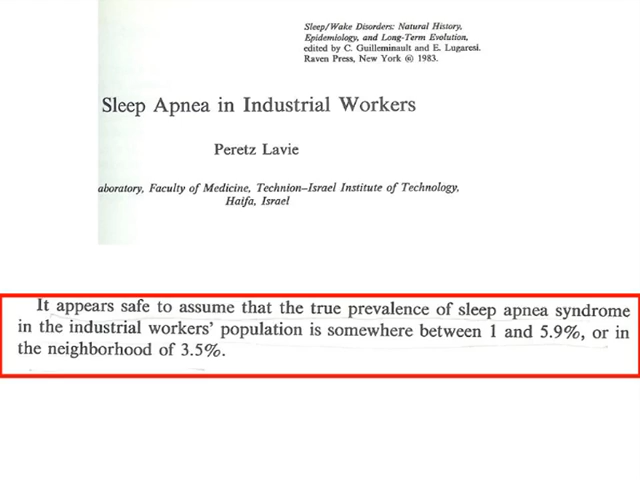 Sleep/Wake Disorders: Natural History,
Epidemiology, and Long-Term Evolution,
edited by C. Guilleminault and E. Lugaresi.
Raven Press, New York © 1983.
Sleep Apnea in Industrial Workers
Peretz Lavie
aboratory, Faculty of Medicine, Technion–Israel Institute of Technology,
Haifa, Israel
It appears safe to assume that the true prevalence of sleep apnea syndrome
in the industrial workers' population is somewhere between 1 and 5.9%, or in
the neighborhood of 3.5%.